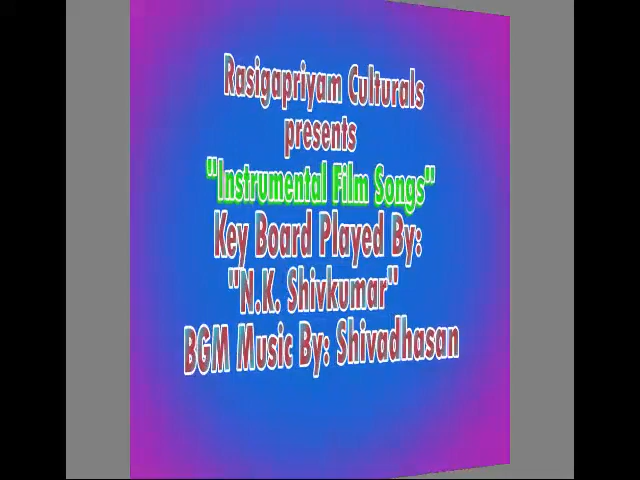 Rasigapriyam Culturals
presents
"Instrumental Film Songs"
Key Board Played By:
"N.K. Shivkumar"
BGM Music By: Shivadhasan